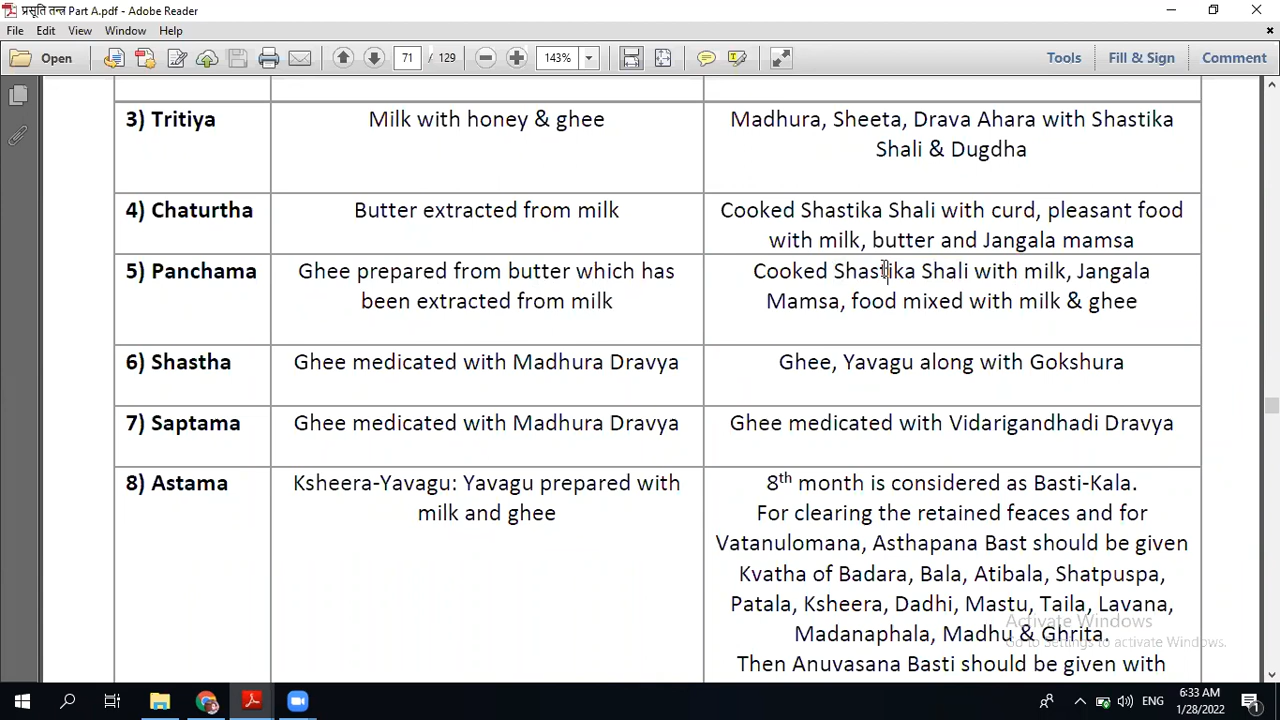 प्रसूति तन्त्र Part A.pdf - Adobe Reader
File Edit View Window Help
Open 71 / 129 143% Tools Fill & Sign Comment
3) Tritiya
Milk with honey & ghee
Madhura, Sheeta, Drava Ahara with Shastika
Shali & Dugdha
4) Chaturtha
Butter extracted from milk
Cooked Shastika Shali with curd, pleasant food
with milk, butter and Jangala mamsa
5) Panchama
Ghee prepared from butter which has
been extracted from milk
Cooked Shastika Shali with milk, Jangala
Mamsa, food mixed with milk & ghee
6) Shastha
Ghee medicated with Madhura Dravya
Ghee, Yavagu along with Gokshura
7) Saptama
Ghee medicated with Madhura Dravya
Ghee medicated with Vidarigandhadi Dravya
8) Astama
Ksheera-Yavagu: Yavagu prepared with
milk and ghee
8th month is considered as Basti-Kala.
For clearing the retained feaces and for
Vatanulomana, Asthapana Bast should be given
Kvatha of Badara, Bala, Atibala, Shatpuspa,
Patala, Ksheera, Dadhi, Mastu, Taila, Lavana,
Madanaphala, Madhu & Ghrita.
Then Anuvasana Basti should be given with
Activate Windows
Go to Settings to activate Windows.
ENG
6:33 AM
1/28/2022
1